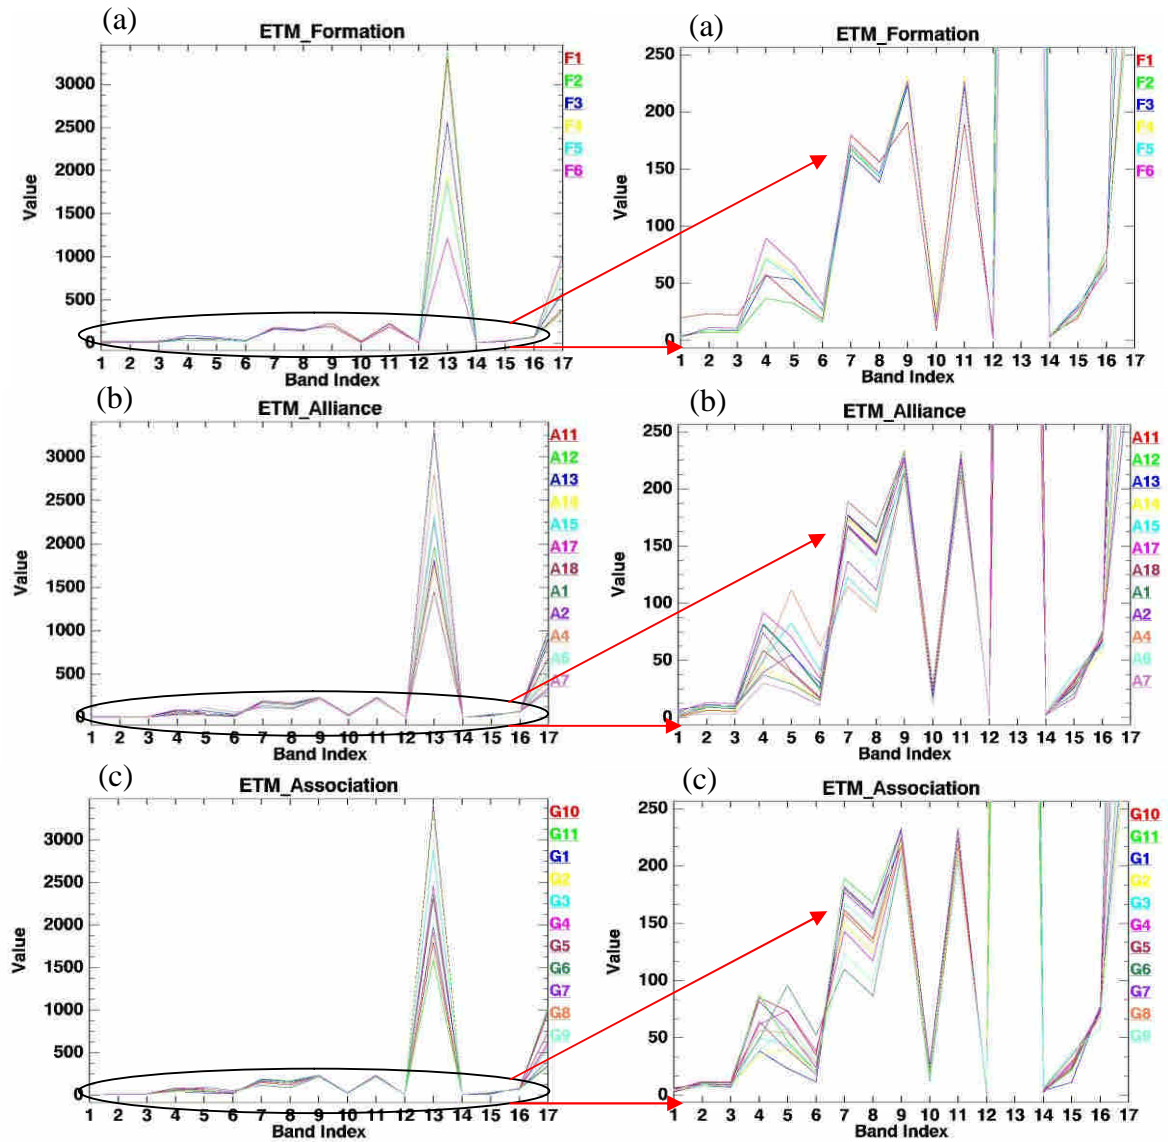 (a)
ETM_Formation
3000
2500
2000
1500
1000
500
0
Value
1 2 3 4 5 6 7 8 9 10 11 12 13 14 15 16 17
Band Index
F1
F2
F3
F4
F5
F6
(a)
ETM_Formation
250
200
150
100
50
0
Value
1 2 3 4 5 6 7 8 9 10 11 12 13 14 15 16 17
Band Index
F1
F2
F3
F4
F5
F6
(b)
ETM_Alliance
3000
2500
2000
1500
1000
500
0
Value
1 2 3 4 5 6 7 8 9 10 11 12 13 14 15 16 17
Band Index
A11
A12
A13
A14
A15
A17
A18
A1
A2
A4
A6
A7
(b)
ETM_Alliance
250
200
150
100
50
0
Value
1 2 3 4 5 6 7 8 9 10 11 12 13 14 15 16 17
Band Index
A11
A12
A13
A14
A15
A17
A18
A1
A2
A4
A6
A7
(c)
ETM_Association
3000
2500
2000
1500
1000
500
0
Value
1 2 3 4 5 6 7 8 9 10 11 12 13 14 15 16 17
Band Index
G10
G11
G1
G2
G3
G4
G5
G6
G7
G8
G9
(c)
ETM_Association
250
200
150
100
50
0
Value
1 2 3 4 5 6 7 8 9 10 11 12 13 14 15 16 17
Band Index
G10
G11
G1
G2
G3
G4
G5
G6
G7
G8
G9